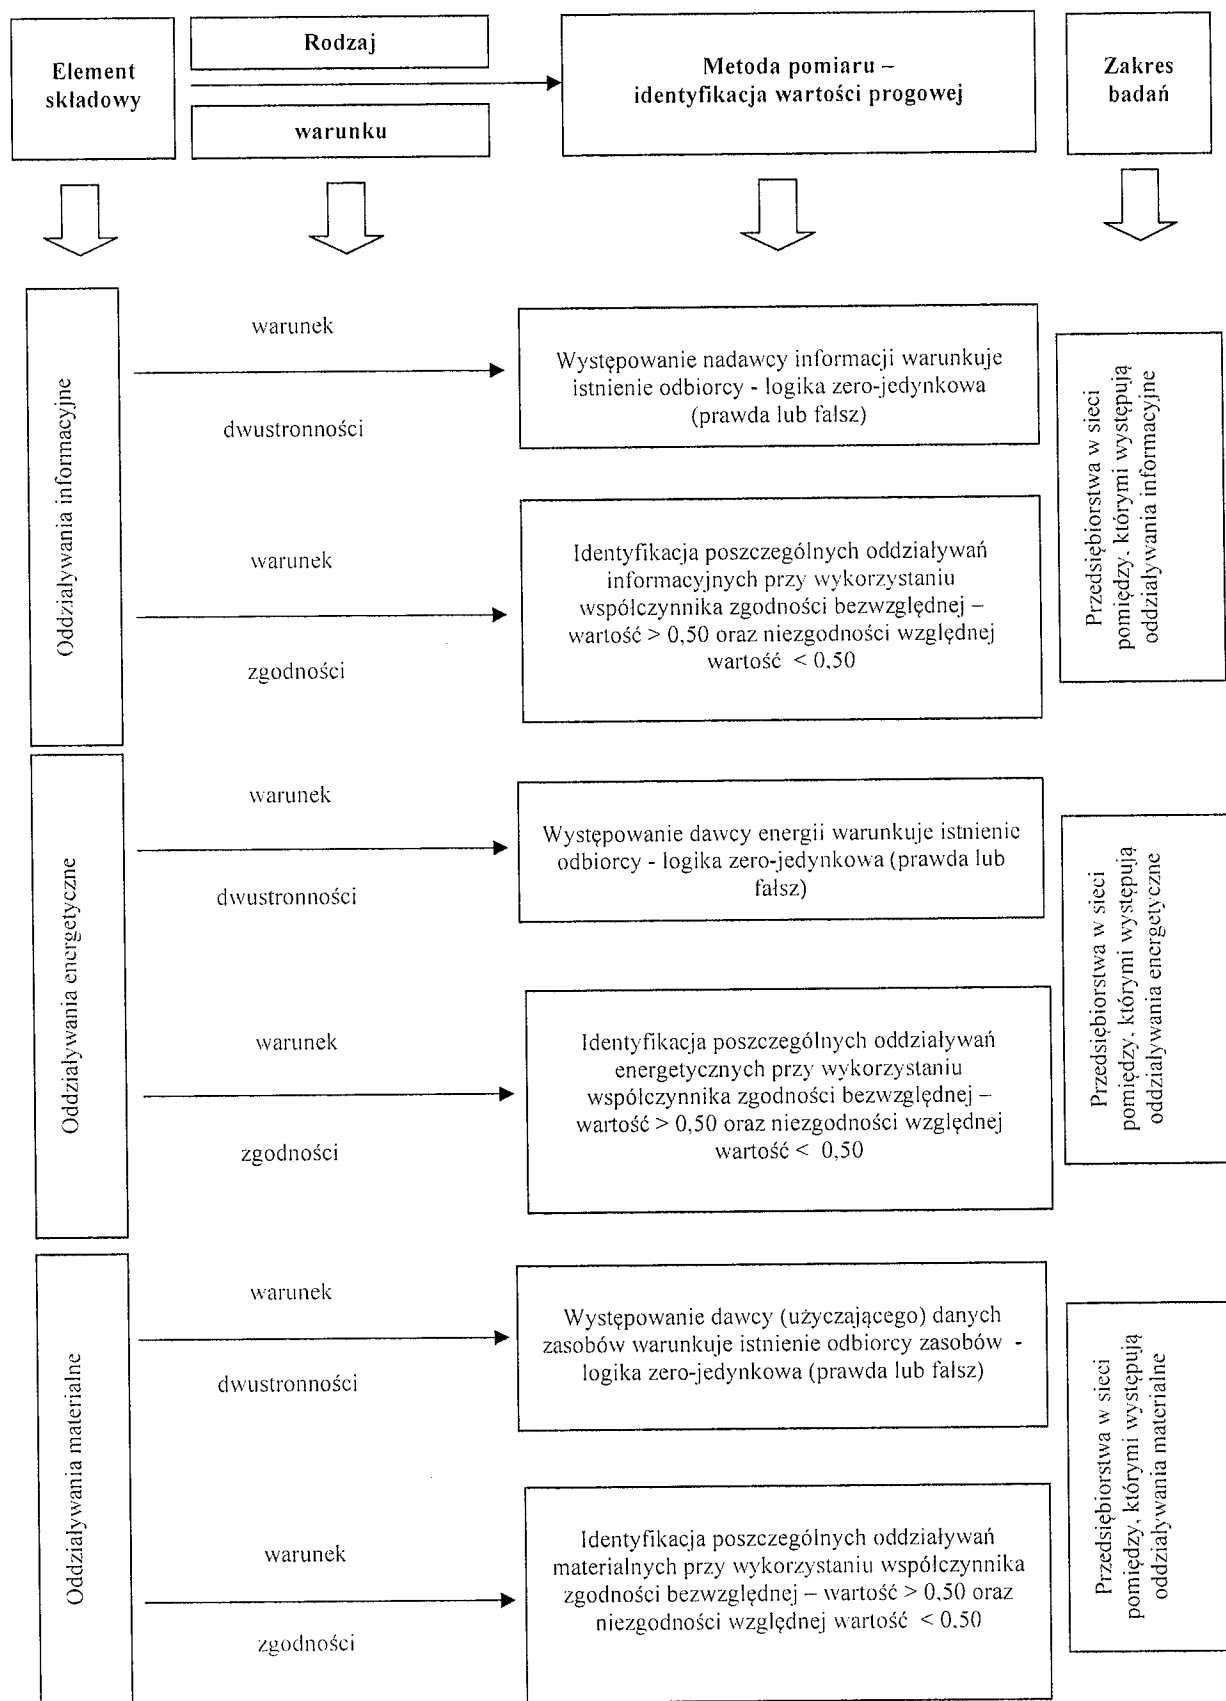 Element
składowy
Rodzaj
warunku
Metoda pomiaru –
identyfikacja wartości progowej
Zakres
badań
Oddziaływania informacyjne
warunek
dwustronności
Występowanie nadawcy informacji warunkuje
istnienie odbiorcy - logika zero-jedynkowa
(prawda lub fałsz)
warunek
zgodności
Identyfikacja poszczególnych oddziaływań
informacyjnych przy wykorzystaniu
współczynnika zgodności bezwzględnej –
wartość > 0,50 oraz niezgodności względnej
wartość < 0,50
Przedsiębiorstwa w sieci
pomiędzy, którymi występują
oddziaływania informacyjne
Oddziaływania energetyczne
warunek
dwustronności
Występowanie dawcy energii warunkuje istnienie
odbiorcy - logika zero-jedynkowa (prawda lub
fałsz)
warunek
zgodności
Identyfikacja poszczególnych oddziaływań
energetycznych przy wykorzystaniu
współczynnika zgodności bezwzględnej –
wartość > 0,50 oraz niezgodności względnej
wartość < 0,50
Przedsiębiorstwa w sieci
pomiędzy, którymi występują
oddziaływania energetyczne
Oddziaływania materialne
warunek
dwustronności
Występowanie dawcy (użyczającego) danych
zasobów warunkuje istnienie odbiorcy zasobów -
logika zero-jedynkowa (prawda lub fałsz)
warunek
zgodności
Identyfikacja poszczególnych oddziaływań
materialnych przy wykorzystaniu współczynnika
zgodności bezwzględnej – wartość > 0,50 oraz
niezgodności względnej wartość < 0,50
Przedsiębiorstwa w sieci
pomiędzy, którymi występują
oddziaływania materialne